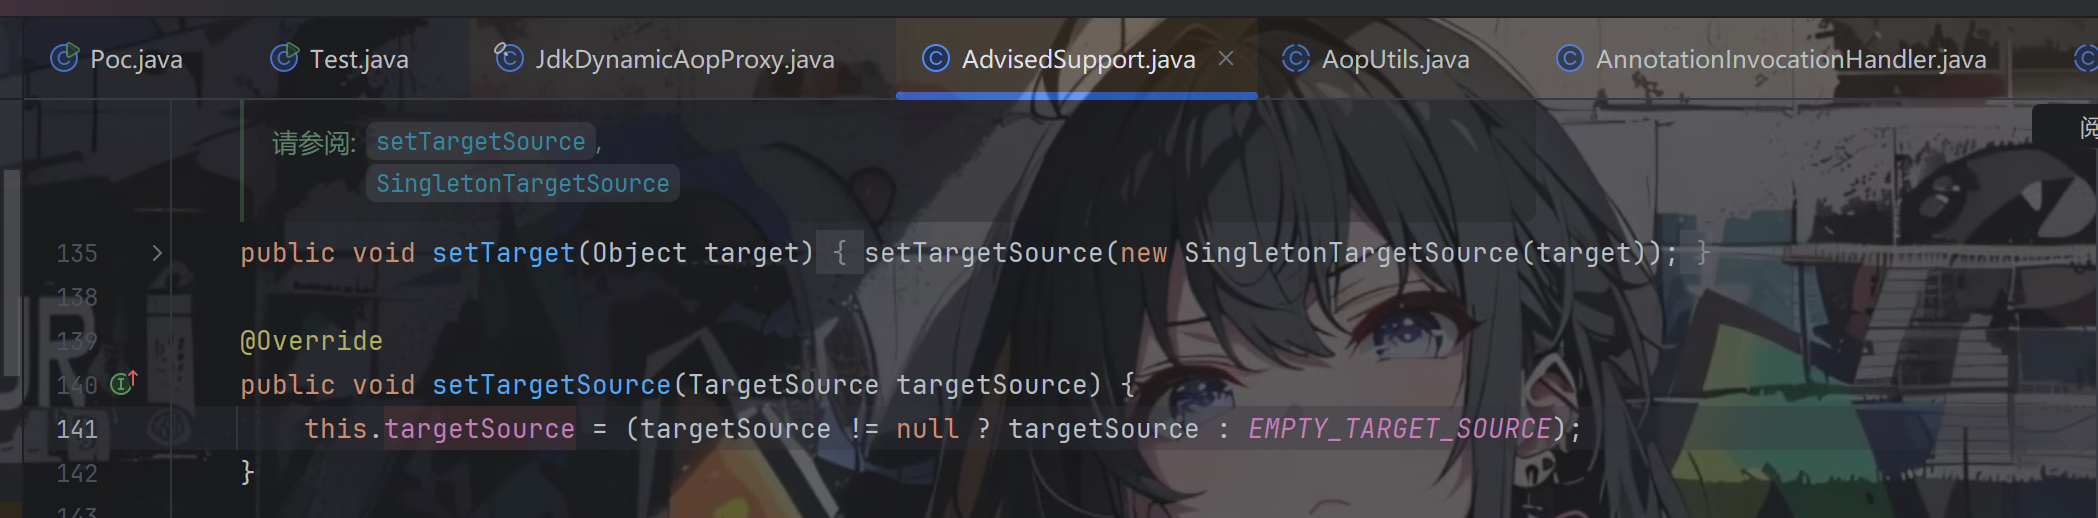 Poc.java Test.java JdkDynamicAopProxy.java AdvisedSupport.java AopUtils.java AnnotationInvocationHandler.java
请参阅: setTargetSource,
SingletonTargetSource
阅
135 public void setTarget(Object target) { setTargetSource(new SingletonTargetSource(target)); }
138
139 @Override
140 public void setTargetSource(TargetSource targetSource) {
141 this.targetSource = (targetSource != null ? targetSource : EMPTY_TARGET_SOURCE);
142 }
143